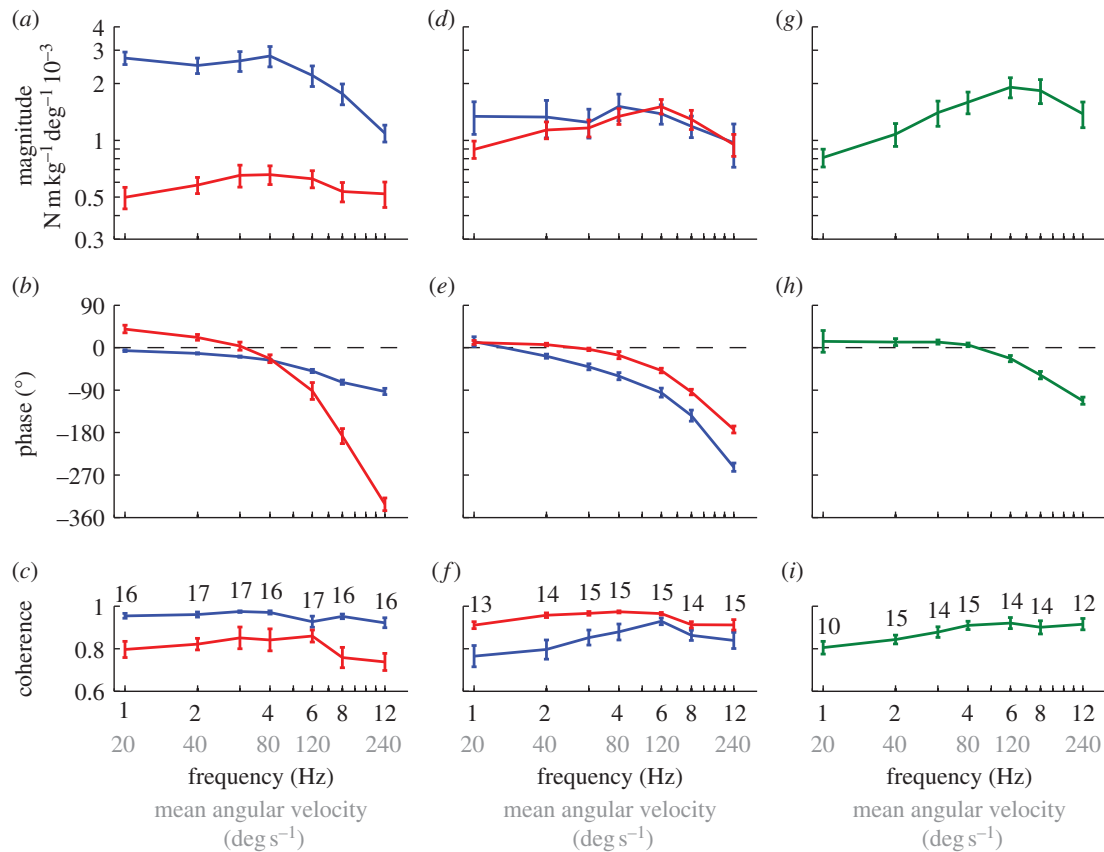 (a) (d) (g)
4
3
2
1
0.5
0.3
magnitude
N m kg⁻¹ deg⁻¹ 10⁻³
(b) (e) (h)
90
0
–90
–180
–270
–360
phase (°)
(c) (f) (i)
16 17 17 16 17 16 16
13 14 15 15 15 14 15
10 15 14 15 14 14 12
1
0.8
0.6
coherence
1 2 4 6 8 12 1 2 4 6 8 12 1 2 4 6 8 12
20 40 80 120 240 20 40 80 120 240 20 40 80 120 240
frequency (Hz) frequency (Hz) frequency (Hz)
mean angular velocity mean angular velocity mean angular velocity
(deg s⁻¹) (deg s⁻¹) (deg s⁻¹)